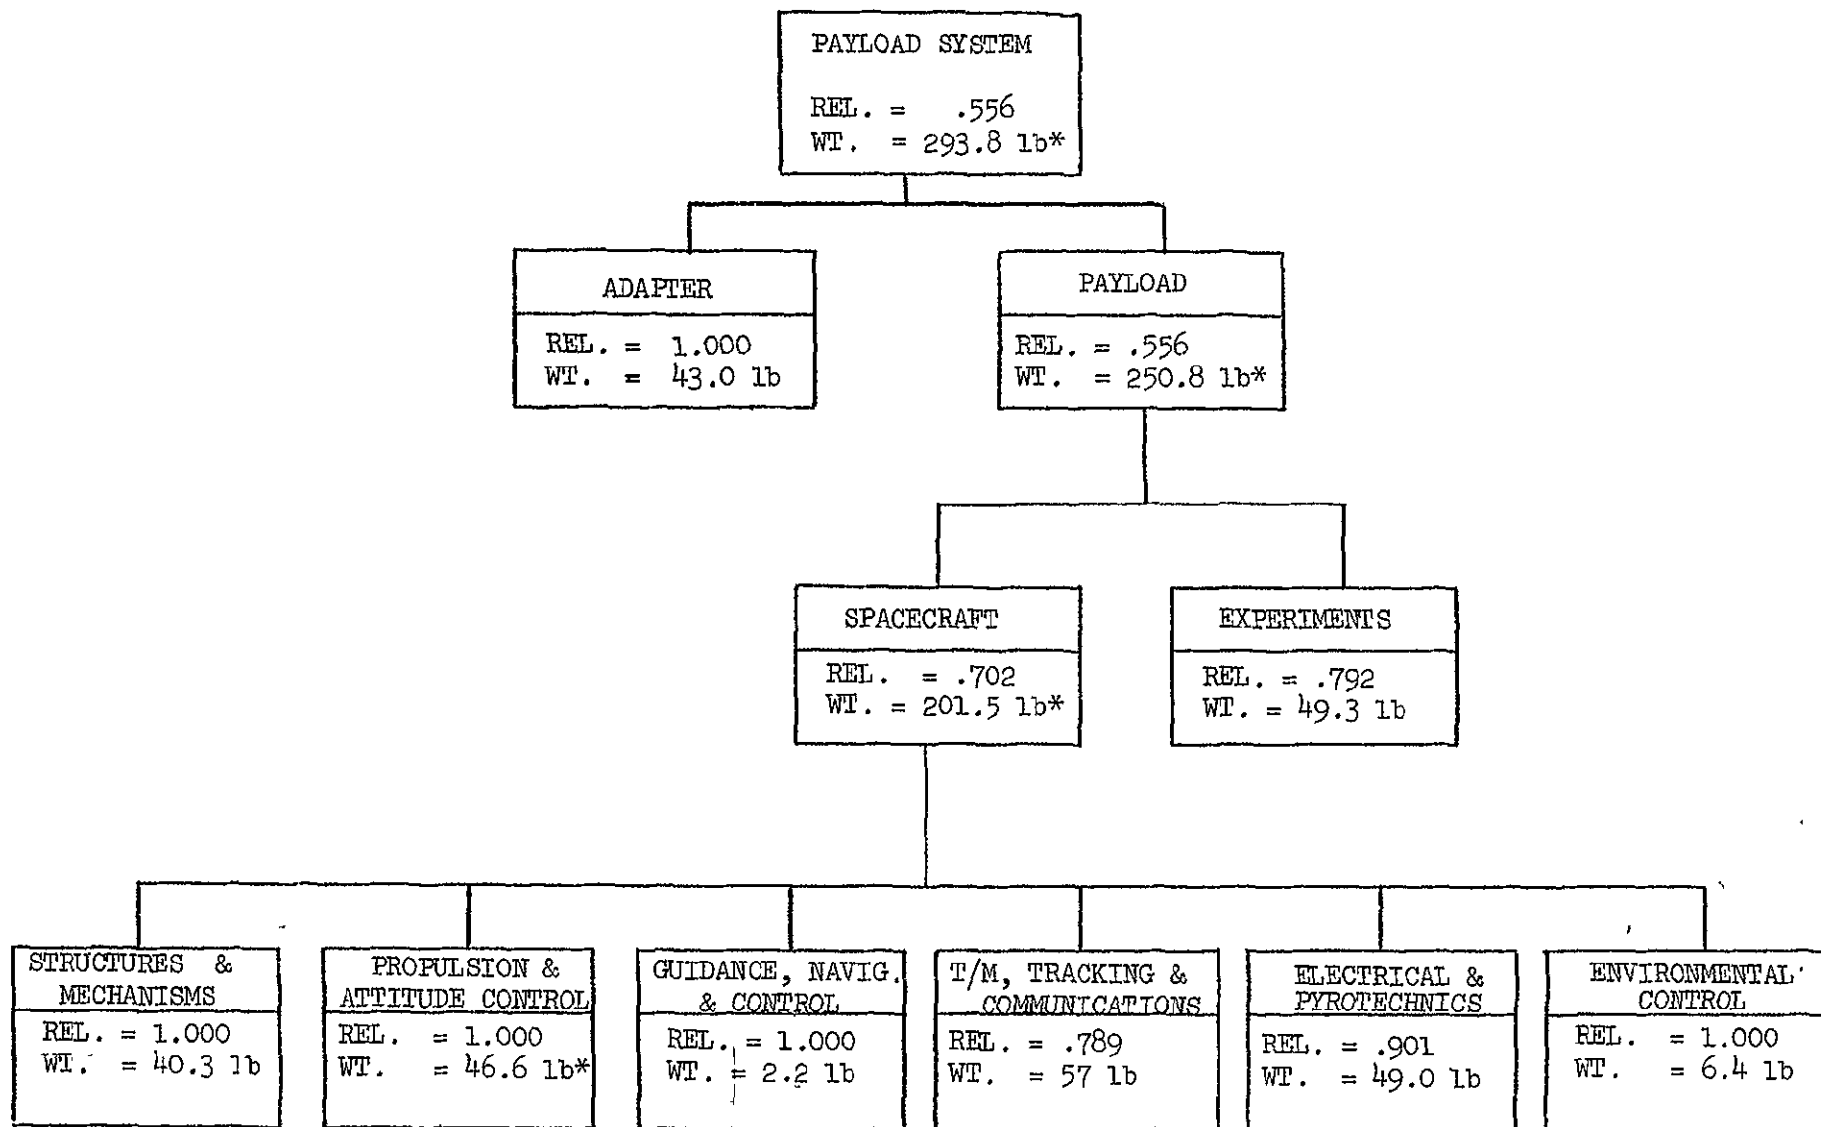 PAYLOAD SYSTEM
REL. = .556
WT. = 293.8 lb*
ADAPTER
REL. = 1.000
WT. = 43.0 lb
PAYLOAD
REL. = .556
WT. = 250.8 lb*
SPACECRAFT
REL. = .702
WT. = 201.5 lb*
EXPERIMENTS
REL. = .792
WT. = 49.3 lb
STRUCTURES &
MECHANISMS
REL. = 1.000
WT. = 40.3 lb
PROPULSION &
ATTITUDE CONTROL
REL. = 1.000
WT. = 46.6 lb*
GUIDANCE, NAVIG.
& CONTROL
REL. = 1.000
WT. = 2.2 lb
T/M, TRACKING &
COMMUNICATIONS
REL. = .789
WT. = 57 lb
ELECTRICAL &
PYROTECHNICS
REL. = .901
WT. = 49.0 lb
ENVIRONMENTAL
CONTROL
REL. = 1.000
WT. = 6.4 lb